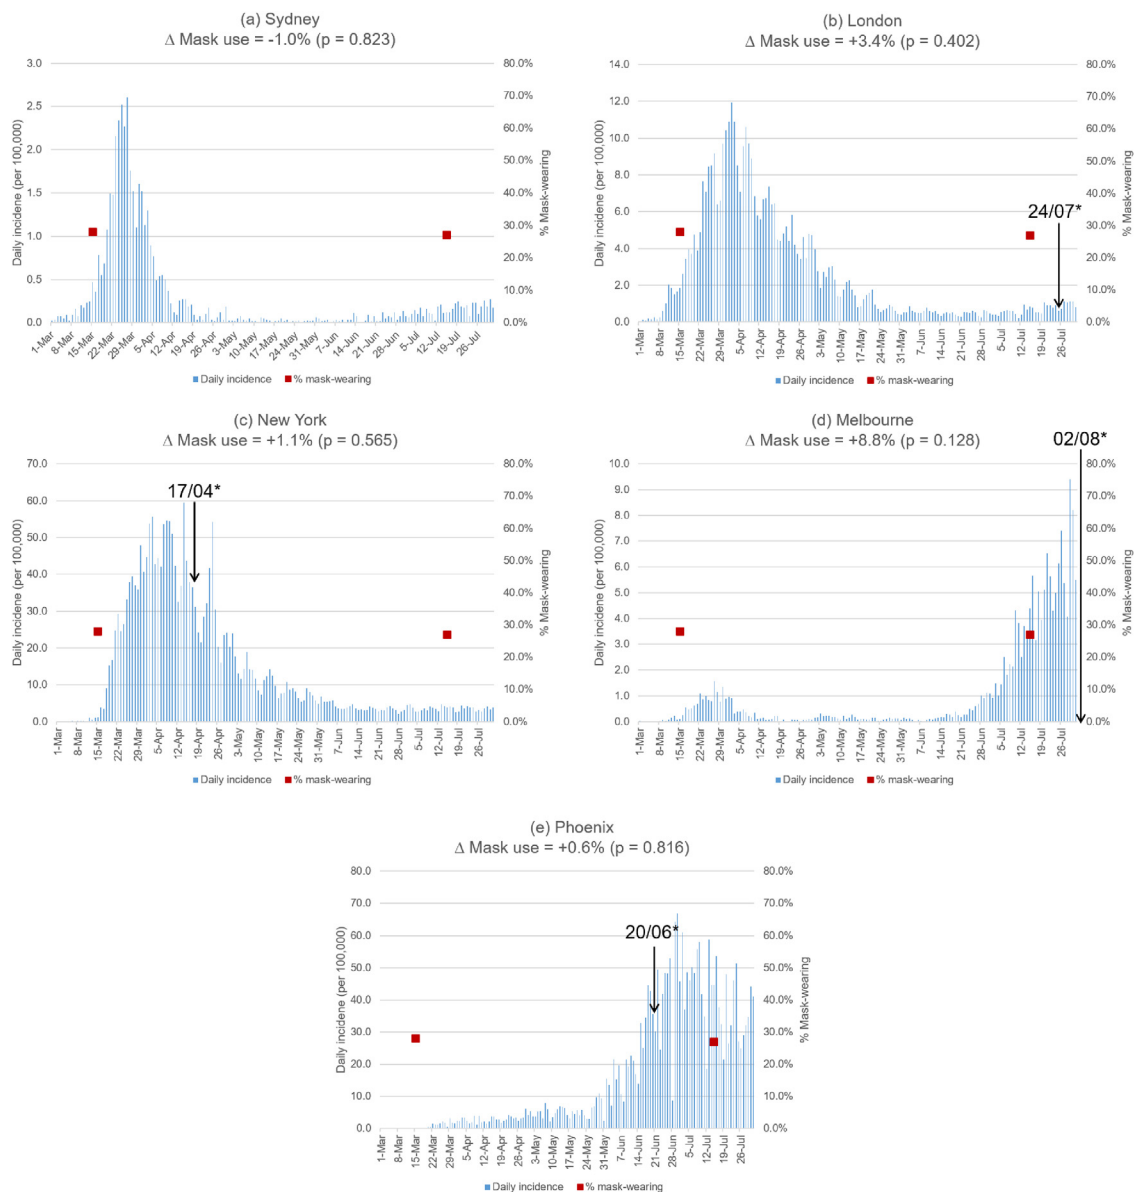 (a) Sydney
Δ Mask use = -1.0% (p = 0.823)
3.0
2.5
2.0
1.5
1.0
0.5
0.0
Daily incidene (per 100,000)
80.0%
70.0%
60.0%
50.0%
40.0%
30.0%
20.0%
10.0%
0.0%
% Mask-wearing
1-Mar
8-Mar
15-Mar
22-Mar
29-Mar
5-Apr
12-Apr
19-Apr
26-Apr
3-May
10-May
17-May
24-May
31-May
7-Jun
14-Jun
21-Jun
28-Jun
5-Jul
12-Jul
19-Jul
26-Jul
Daily incidence
% mask-wearing
(b) London
Δ Mask use = +3.4% (p = 0.402)
14.0
12.0
10.0
8.0
6.0
4.0
2.0
0.0
Daily incidene (per 100,000)
80.0%
70.0%
60.0%
50.0%
40.0%
30.0%
20.0%
10.0%
0.0%
% Mask-wearing
24/07*
1-Mar
8-Mar
15-Mar
22-Mar
29-Mar
5-Apr
12-Apr
19-Apr
26-Apr
3-May
10-May
17-May
24-May
31-May
7-Jun
14-Jun
21-Jun
28-Jun
5-Jul
12-Jul
19-Jul
26-Jul
Daily incidence
% mask-wearing
(c) New York
Δ Mask use = +1.1% (p = 0.565)
70.0
60.0
50.0
40.0
30.0
20.0
10.0
0.0
Daily incidene (per 100,000)
80.0%
70.0%
60.0%
50.0%
40.0%
30.0%
20.0%
10.0%
0.0%
% Mask-wearing
17/04*
1-Mar
8-Mar
15-Mar
22-Mar
29-Mar
5-Apr
12-Apr
19-Apr
26-Apr
3-May
10-May
17-May
24-May
31-May
7-Jun
14-Jun
21-Jun
28-Jun
5-Jul
12-Jul
19-Jul
26-Jul
Daily incidence
% mask-wearing
(d) Melbourne
Δ Mask use = +8.8% (p = 0.128)
02/08*
10.0
9.0
8.0
7.0
6.0
5.0
4.0
3.0
2.0
1.0
0.0
Daily incidene (per 100,000)
80.0%
70.0%
60.0%
50.0%
40.0%
30.0%
20.0%
10.0%
0.0%
% Mask-wearing
1-Mar
8-Mar
15-Mar
22-Mar
29-Mar
5-Apr
12-Apr
19-Apr
26-Apr
3-May
10-May
17-May
24-May
31-May
7-Jun
14-Jun
21-Jun
28-Jun
5-Jul
12-Jul
19-Jul
26-Jul
Daily incidence
% mask-wearing
(e) Phoenix
Δ Mask use = +0.6% (p = 0.816)
80.0
70.0
60.0
50.0
40.0
30.0
20.0
10.0
0.0
Daily incidene (per 100,000)
80.0%
70.0%
60.0%
50.0%
40.0%
30.0%
20.0%
10.0%
0.0%
% Mask-wearing
20/06*
1-Mar
8-Mar
15-Mar
22-Mar
29-Mar
5-Apr
12-Apr
19-Apr
26-Apr
3-May
10-May
17-May
24-May
31-May
7-Jun
14-Jun
21-Jun
28-Jun
5-Jul
12-Jul
19-Jul
26-Jul
Daily incidence
% mask-wearing